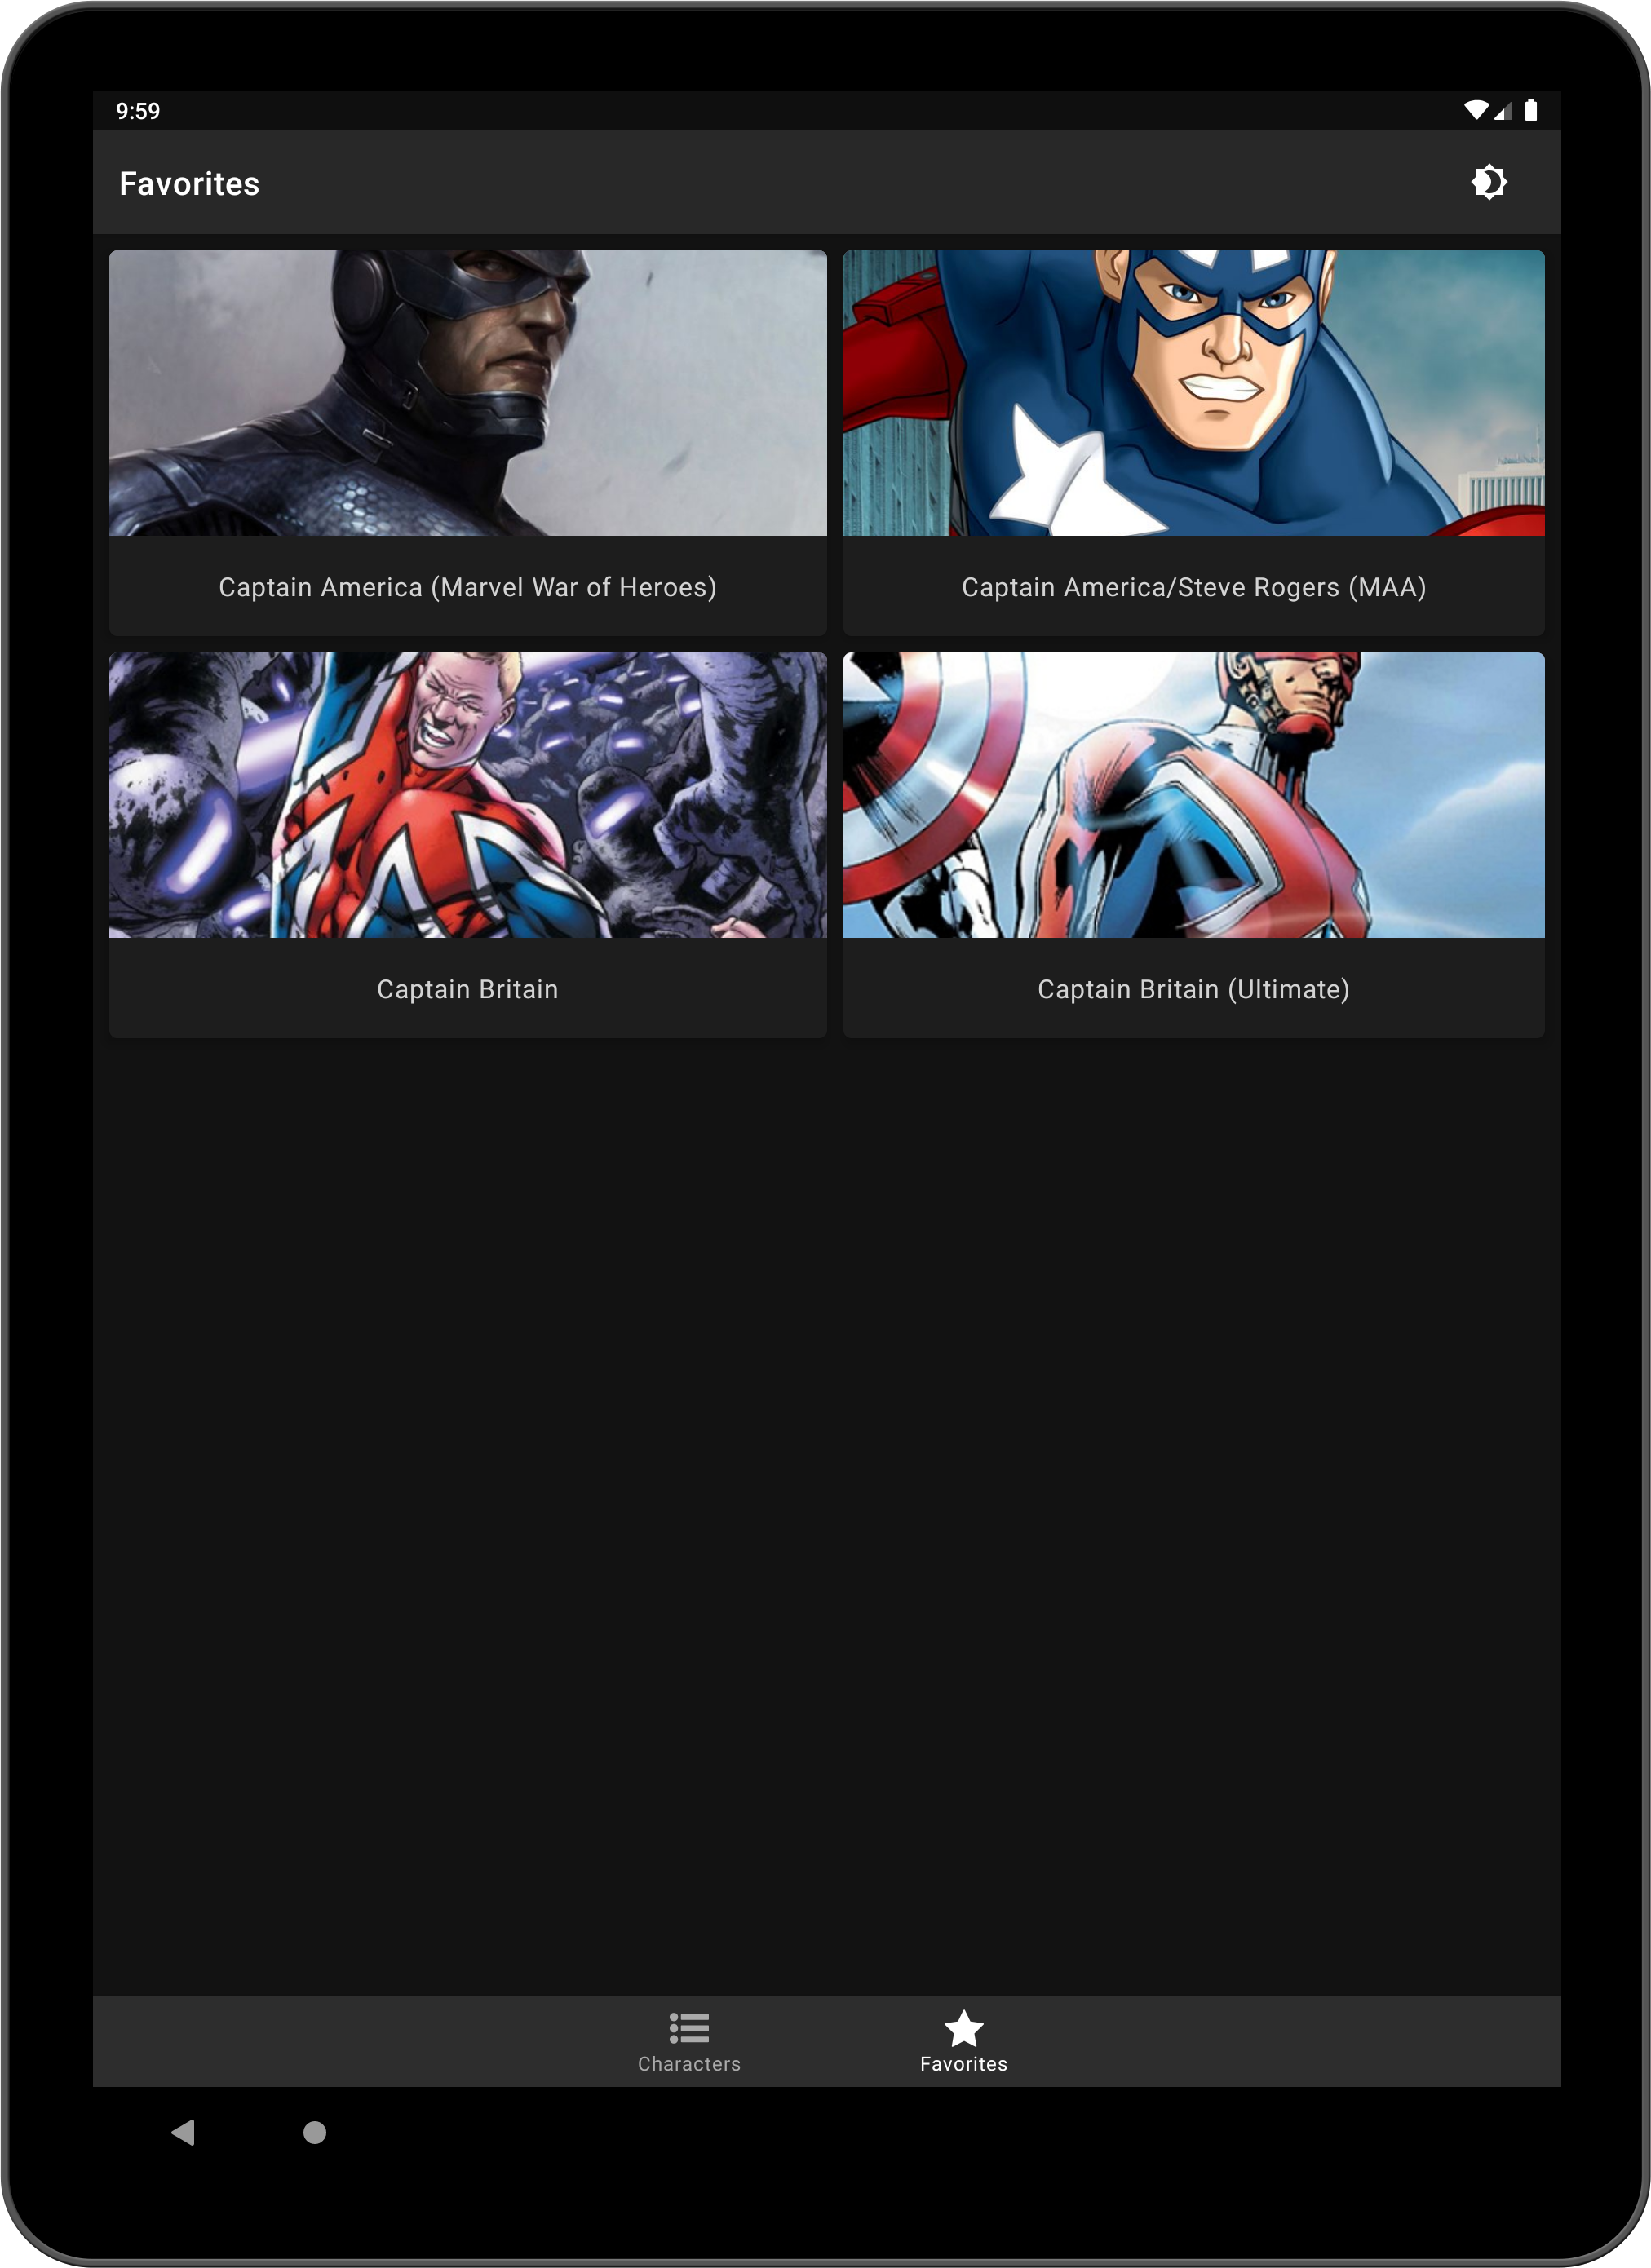 9:59
Favorites
Captain America (Marvel War of Heroes)
Captain America/Steve Rogers (MAA)
Captain Britain
Captain Britain (Ultimate)
Characters
Favorites